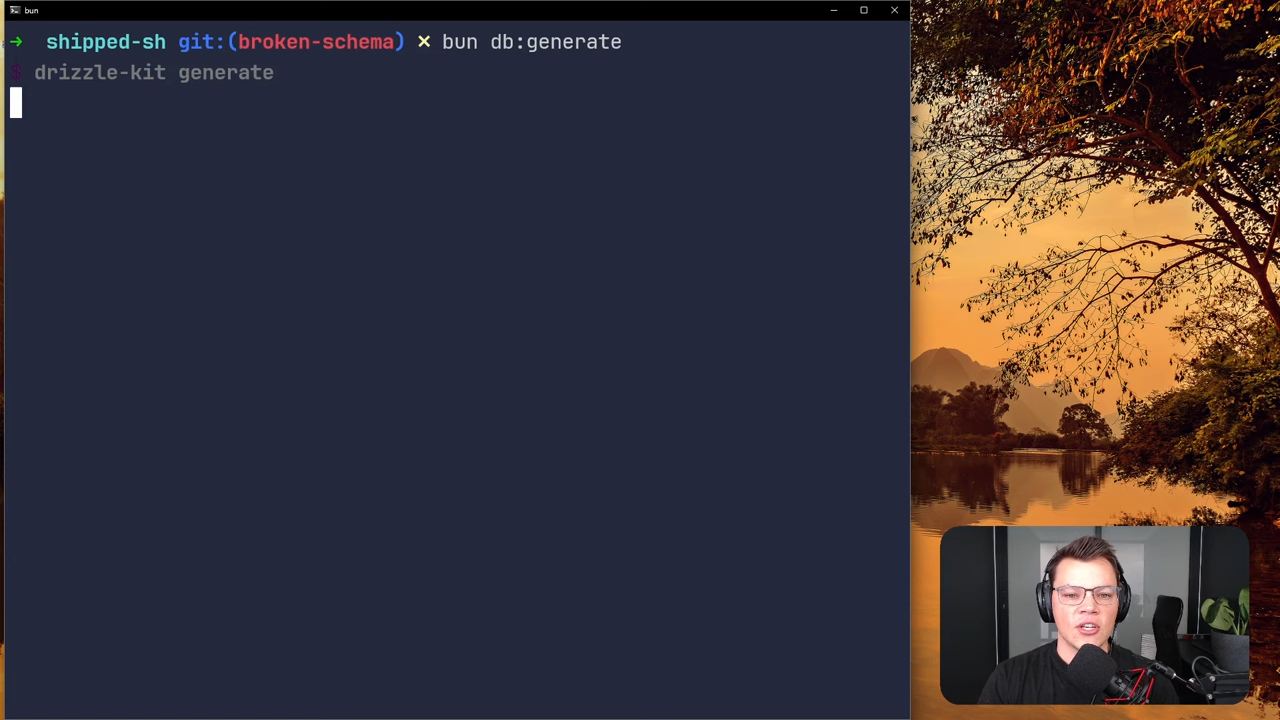 bun
→ shipped-sh git:(broken-schema) ✗ bun db:generate
$ drizzle-kit generate